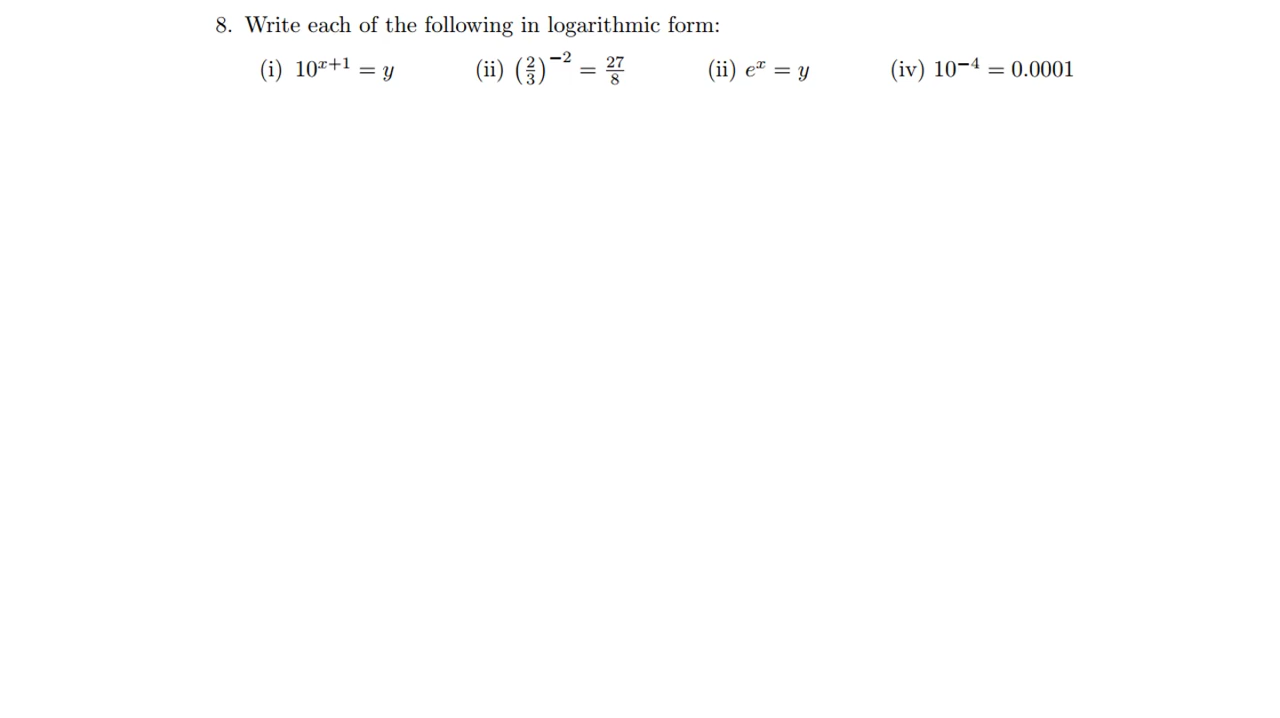 8. Write each of the following in logarithmic form:
(i) 10^{x+1} = y (ii) (2/3)^{−2} = 27/8 (ii) e^x = y (iv) 10^{−4} = 0.0001